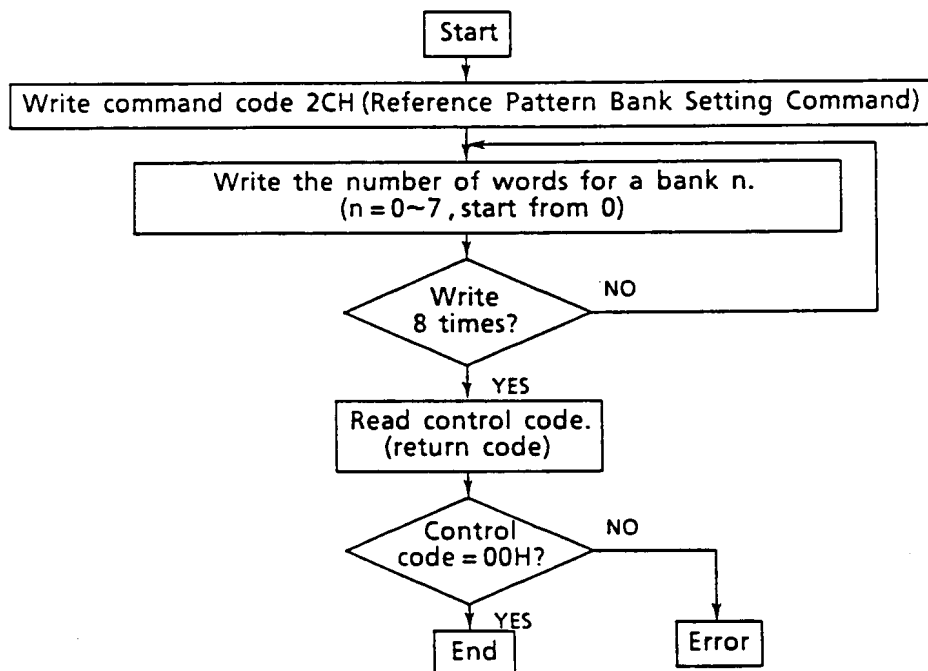 Start
Write command code 2CH (Reference Pattern Bank Setting Command)
Write the number of words for a bank n.
(n=0~7, start from 0)
Write
8 times?
NO
YES
Read control code.
(return code)
Control
code=00H?
NO
YES
End
Error